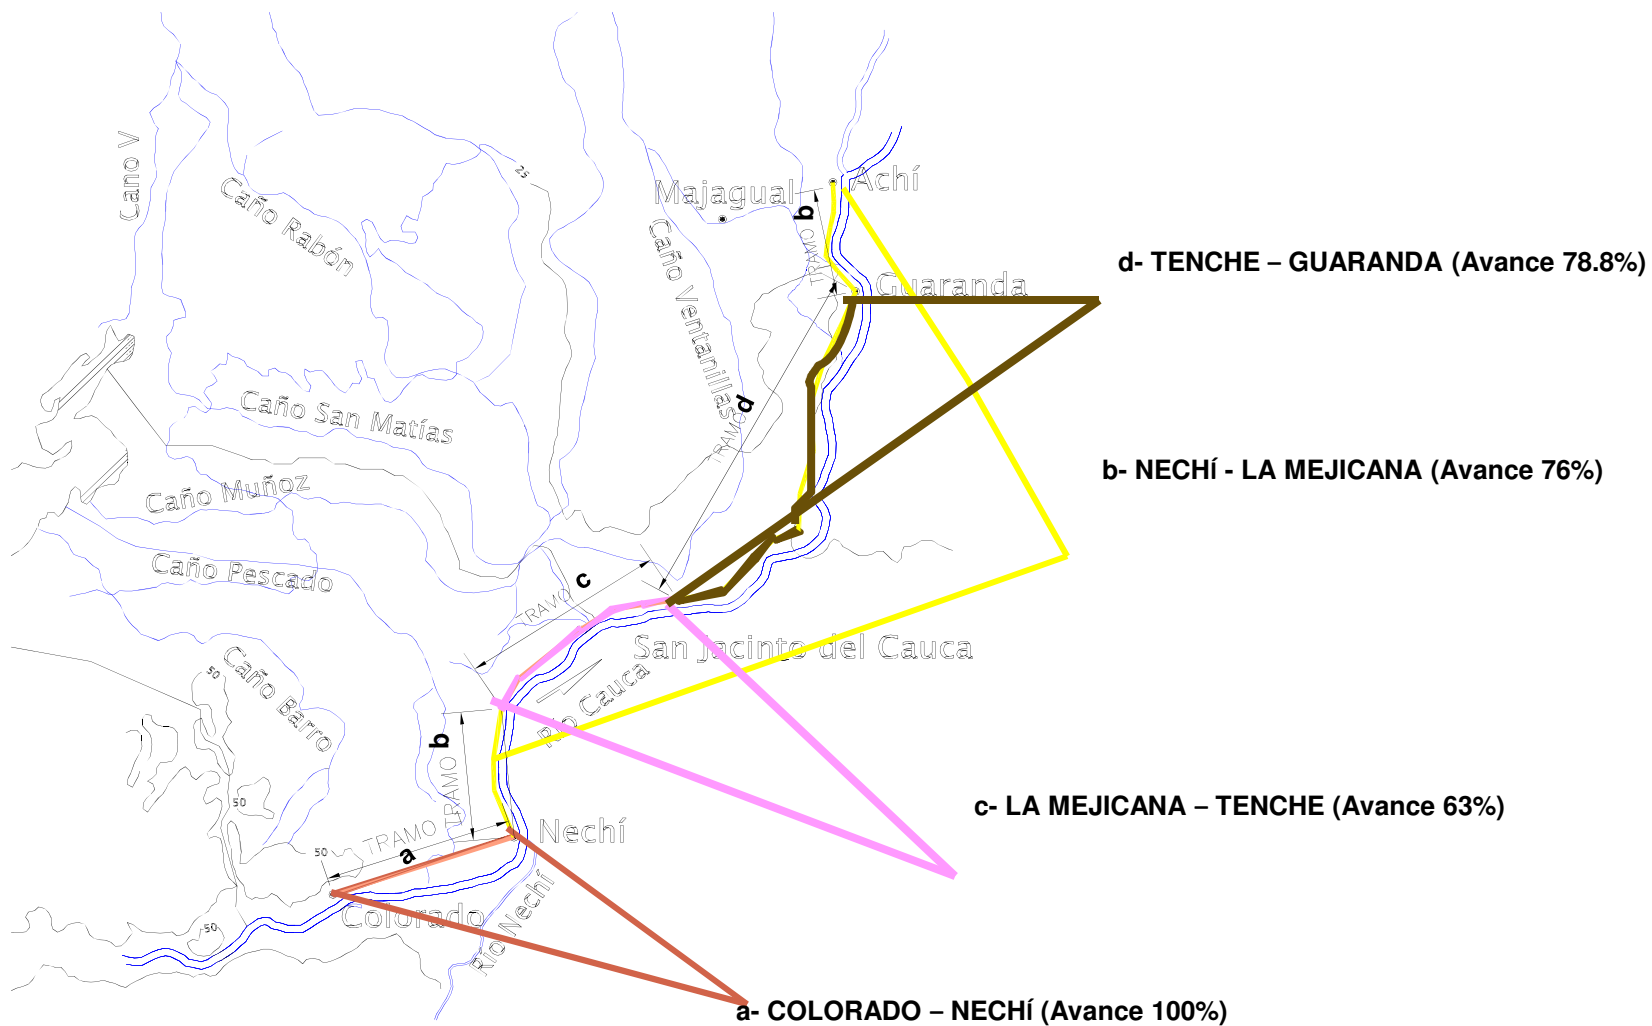 Caño V
Caño Rabón
25
Majagual
Achí
TRAMO b
Caño Ventanillas
Guaranda
d- TENCHE – GUARANDA (Avance 78.8%)
Caño San Matías
TRAMO d
b- NECHÍ - LA MEJICANA (Avance 76%)
Caño Muñoz
Caño Pescado
TRAMO c
San Jacinto del Cauca
Río Cauca
Caño Barro
50
TRAMO b
50
c- LA MEJICANA – TENCHE (Avance 63%)
Nechí
TRAMO a
50
Colorado
50
Río Nechí
a- COLORADO – NECHÍ (Avance 100%)